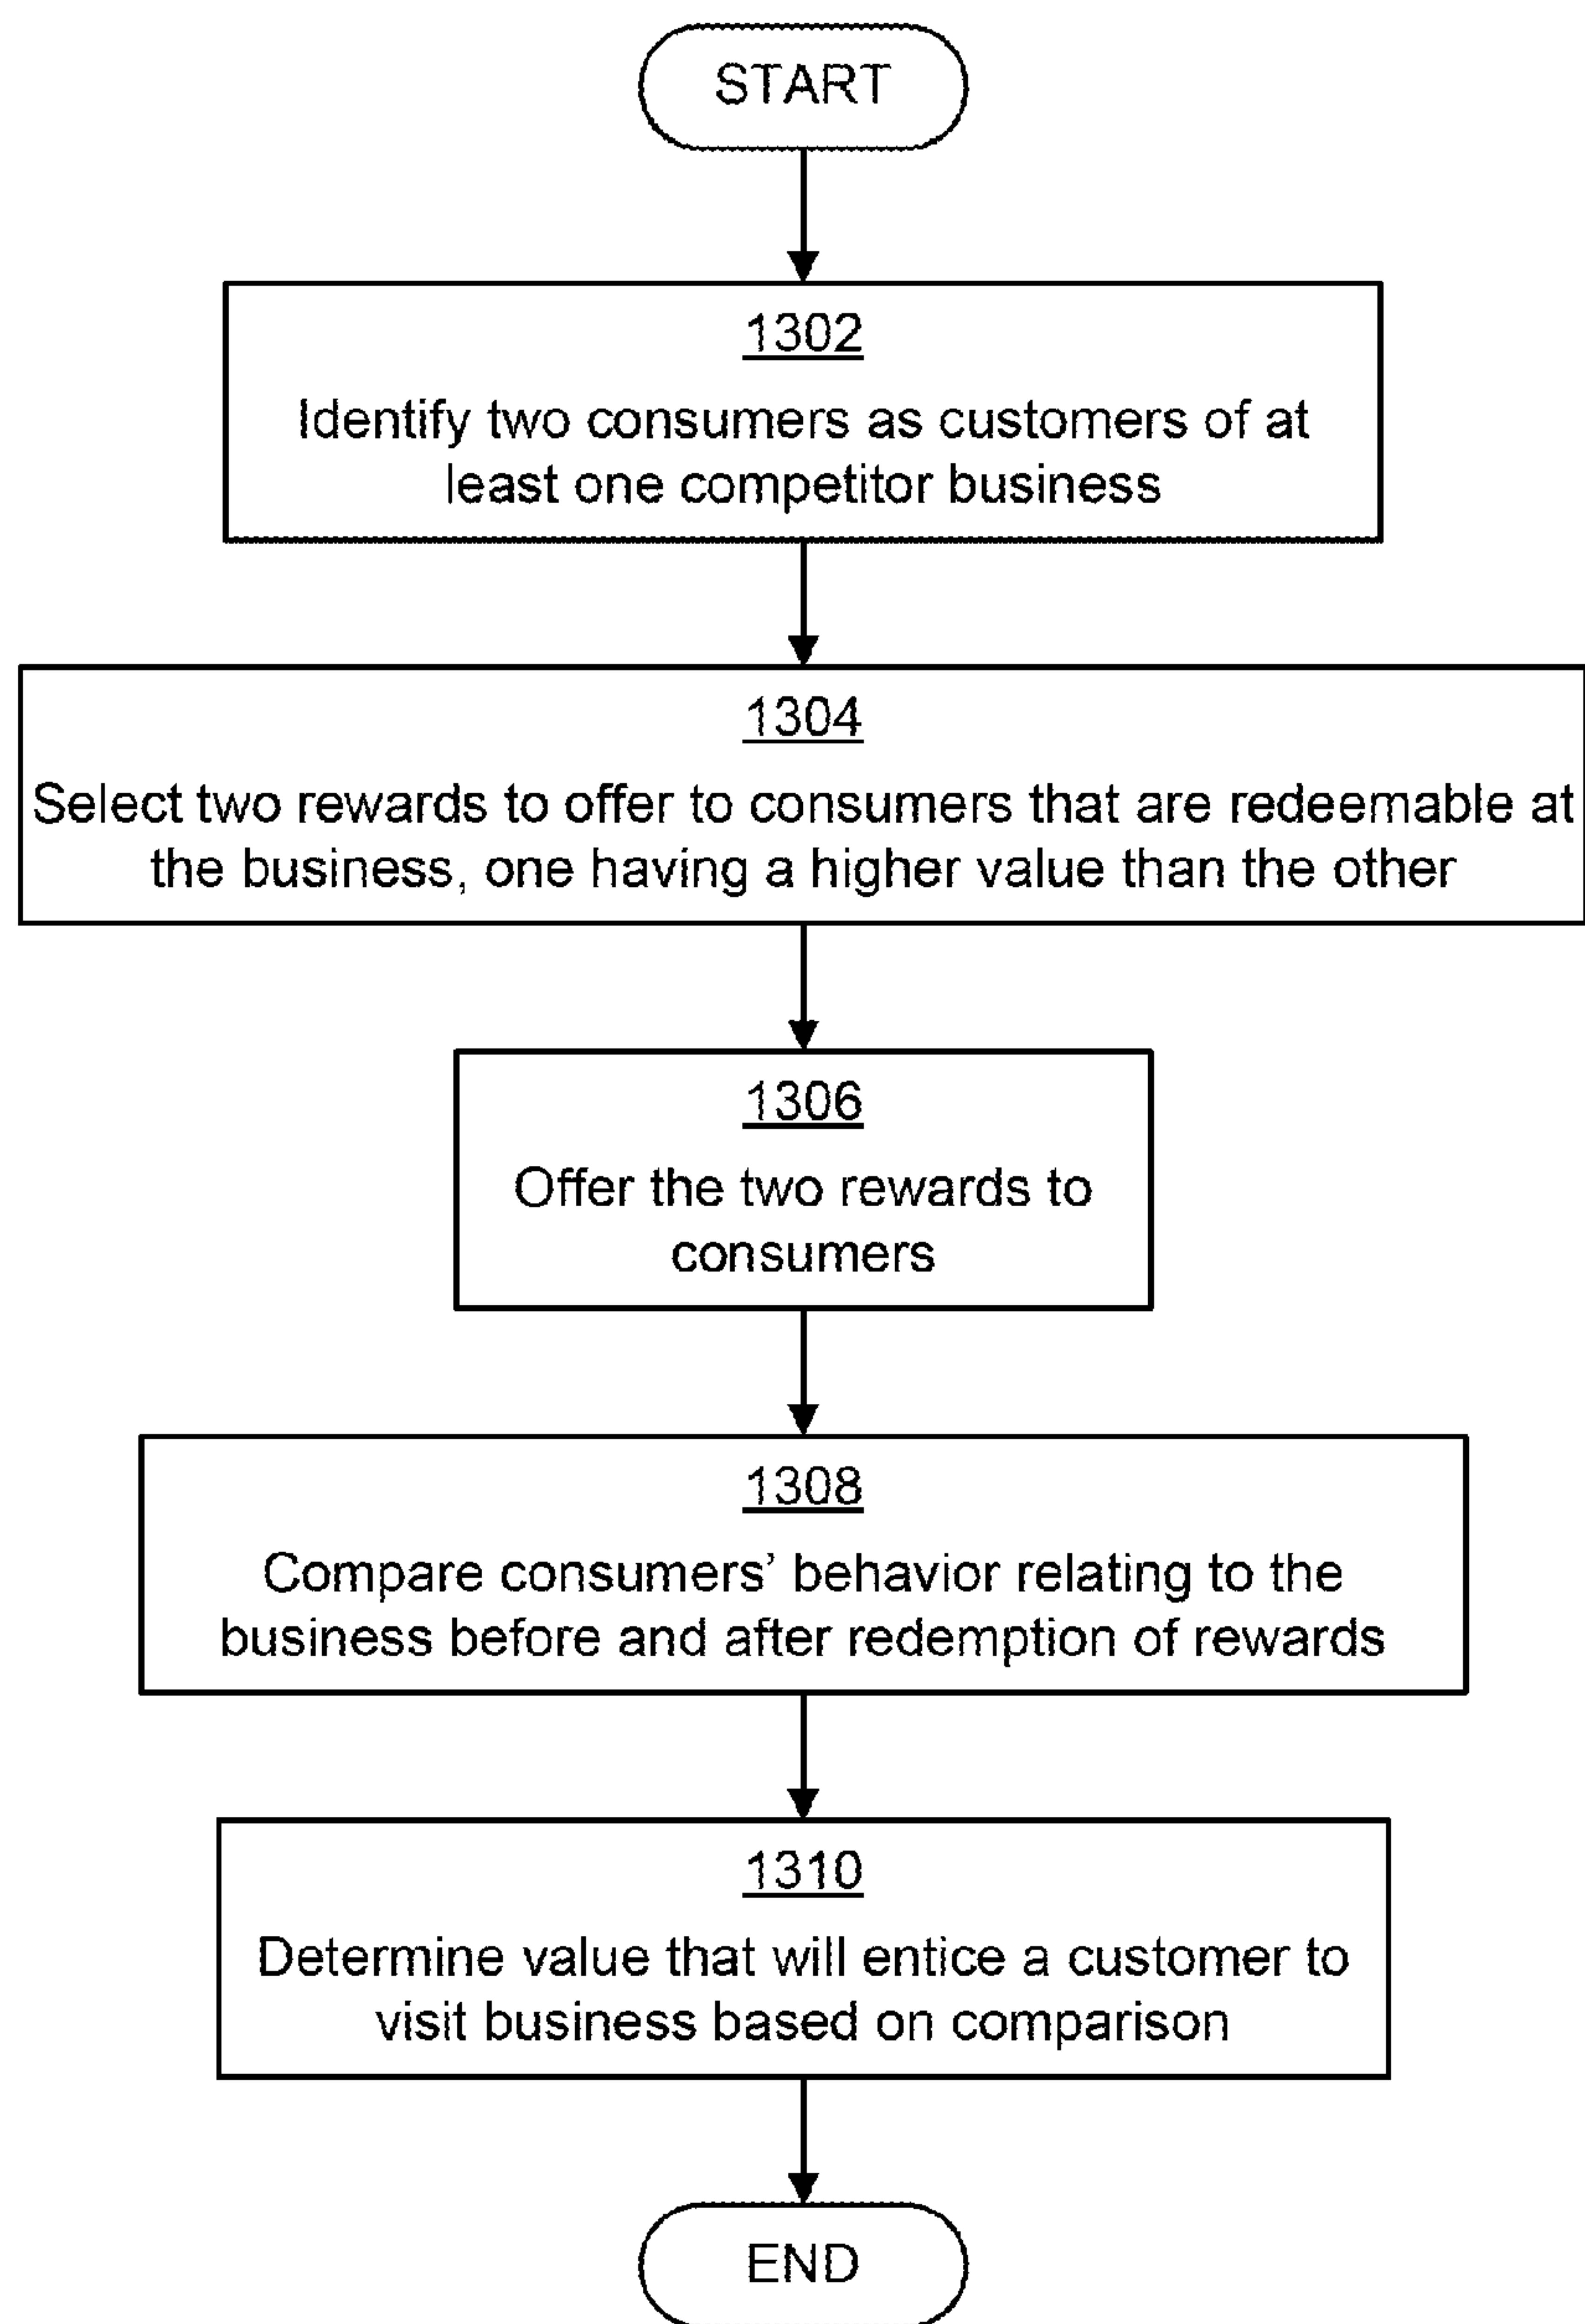 START
1302
Identify two consumers as customers of at
least one competitor business
1304
Select two rewards to offer to consumers that are redeemable at
the business, one having a higher value than the other
1306
Offer the two rewards to
consumers
1308
Compare consumers’ behavior relating to the
business before and after redemption of rewards
1310
Determine value that will entice a customer to
visit business based on comparison
END